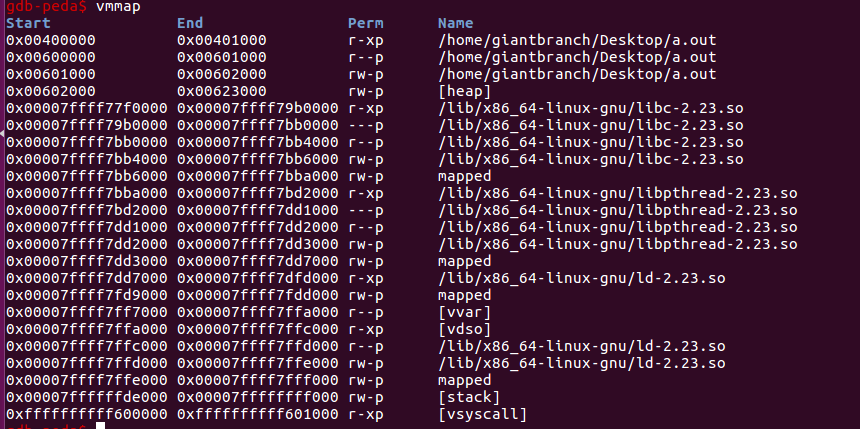 gdb-peda$ vmmap
Start End Perm Name
0x00400000 0x00401000 r-xp /home/giantbranch/Desktop/a.out
0x00600000 0x00601000 r--p /home/giantbranch/Desktop/a.out
0x00601000 0x00602000 rw-p /home/giantbranch/Desktop/a.out
0x00602000 0x00623000 rw-p [heap]
0x00007ffff77f0000 0x00007ffff79b0000 r-xp /lib/x86_64-linux-gnu/libc-2.23.so
0x00007ffff79b0000 0x00007ffff7bb0000 ---p /lib/x86_64-linux-gnu/libc-2.23.so
0x00007ffff7bb0000 0x00007ffff7bb4000 r--p /lib/x86_64-linux-gnu/libc-2.23.so
0x00007ffff7bb4000 0x00007ffff7bb6000 rw-p /lib/x86_64-linux-gnu/libc-2.23.so
0x00007ffff7bb6000 0x00007ffff7bba000 rw-p mapped
0x00007ffff7bba000 0x00007ffff7bd2000 r-xp /lib/x86_64-linux-gnu/libpthread-2.23.so
0x00007ffff7bd2000 0x00007ffff7dd1000 ---p /lib/x86_64-linux-gnu/libpthread-2.23.so
0x00007ffff7dd1000 0x00007ffff7dd2000 r--p /lib/x86_64-linux-gnu/libpthread-2.23.so
0x00007ffff7dd2000 0x00007ffff7dd3000 rw-p /lib/x86_64-linux-gnu/libpthread-2.23.so
0x00007ffff7dd3000 0x00007ffff7dd7000 rw-p mapped
0x00007ffff7dd7000 0x00007ffff7dfd000 r-xp /lib/x86_64-linux-gnu/ld-2.23.so
0x00007ffff7fd9000 0x00007ffff7fdd000 rw-p mapped
0x00007ffff7ff7000 0x00007ffff7ffa000 r--p [vvar]
0x00007ffff7ffa000 0x00007ffff7ffc000 r-xp [vdso]
0x00007ffff7ffc000 0x00007ffff7ffd000 r--p /lib/x86_64-linux-gnu/ld-2.23.so
0x00007ffff7ffd000 0x00007ffff7ffe000 rw-p /lib/x86_64-linux-gnu/ld-2.23.so
0x00007ffff7ffe000 0x00007ffff7fff000 rw-p mapped
0x00007ffffffde000 0x00007ffffffff000 rw-p [stack]
0xffffffffff600000 0xffffffffff601000 r-xp [vsyscall]
gdb-peda$